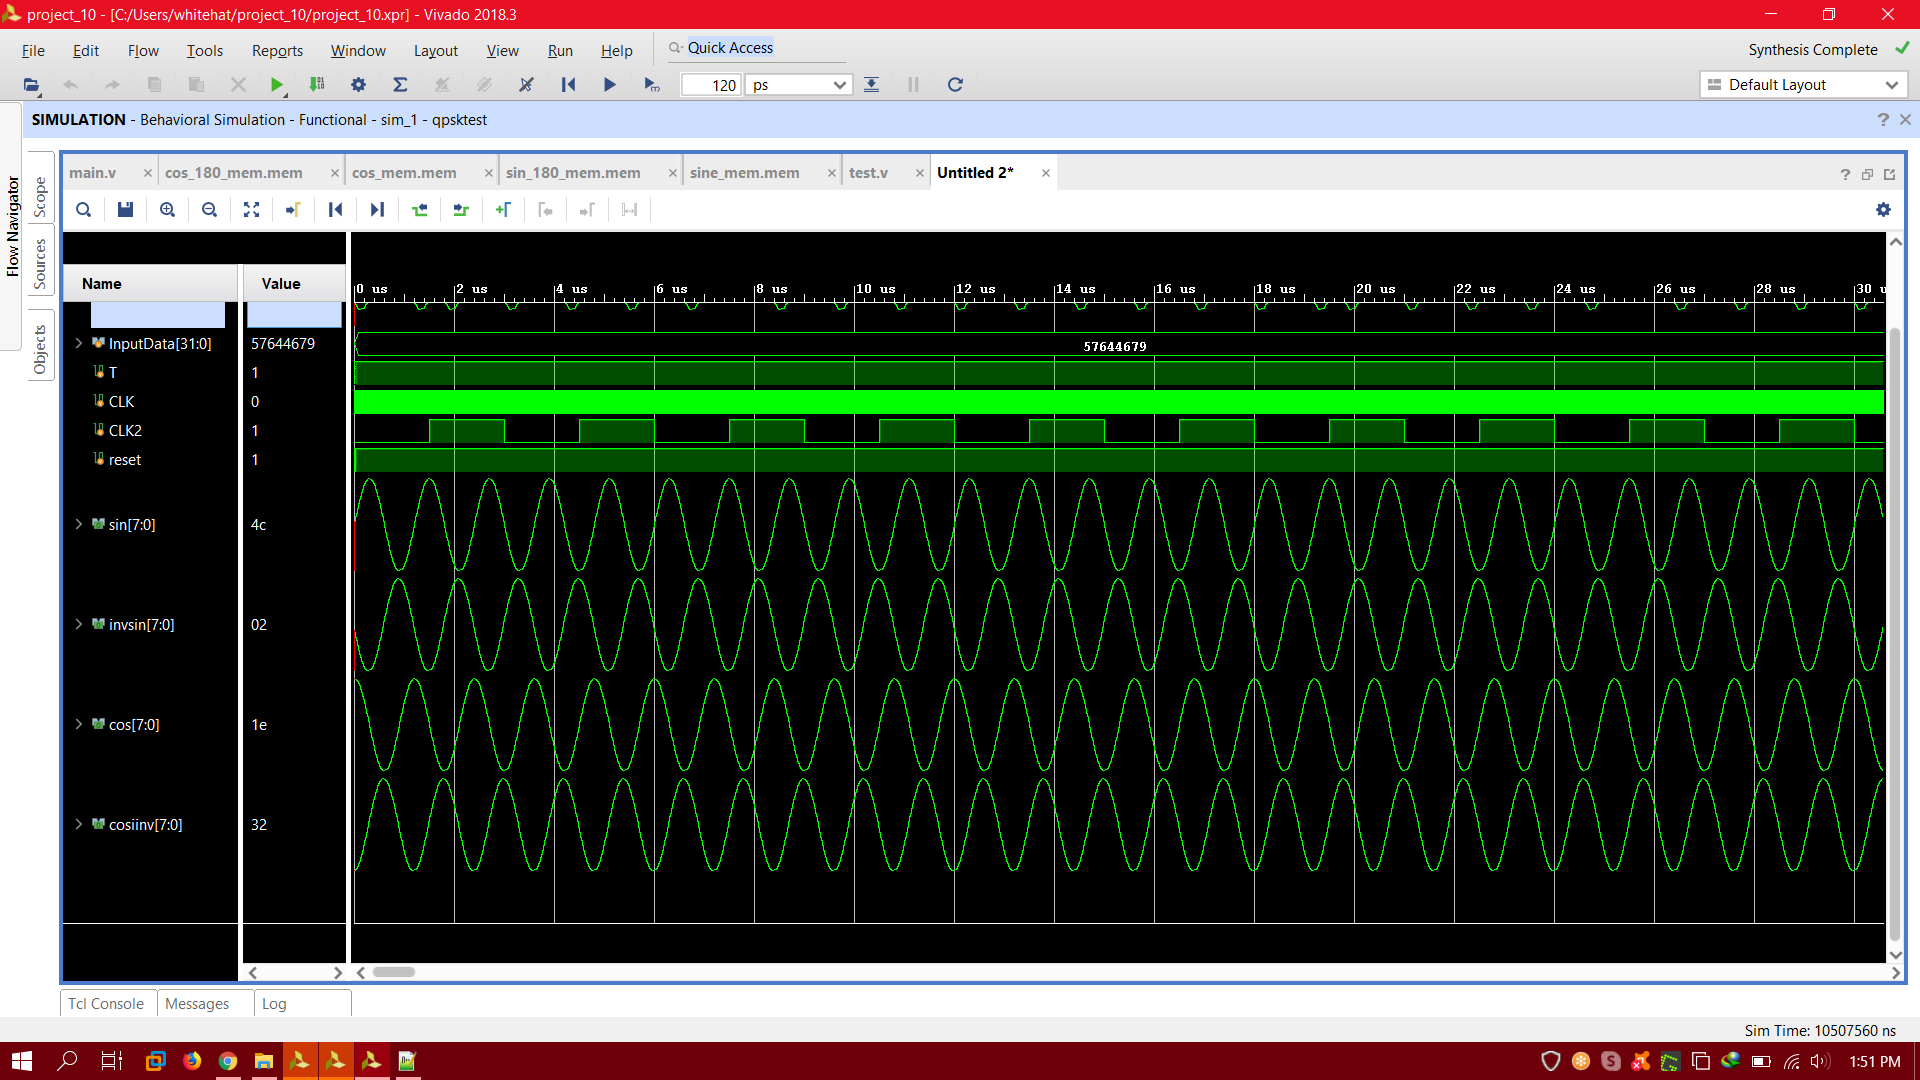 project_10 - [C:/Users/whitehat/project_10/project_10.xpr] - Vivado 2018.3
File Edit Flow Tools Reports Window Layout View Run Help Quick Access
Synthesis Complete
120 ps
Default Layout
SIMULATION - Behavioral Simulation - Functional - sim_1 - qpsktest
Flow Navigator
Scope
Sources
Objects
main.v cos_180_mem.mem cos_mem.mem sin_180_mem.mem sine_mem.mem test.v Untitled 2*
Name Value
0 us 2 us 4 us 6 us 8 us 10 us 12 us 14 us 16 us 18 us 20 us 22 us 24 us 26 us 28 us 30 u
InputData[31:0] 57644679 57644679
T 1
CLK 0
CLK2 1
reset 1
sin[7:0] 4c
invsin[7:0] 02
cos[7:0] 1e
cosiinv[7:0] 32
Tcl Console Messages Log
Sim Time: 10507560 ns
1:51 PM